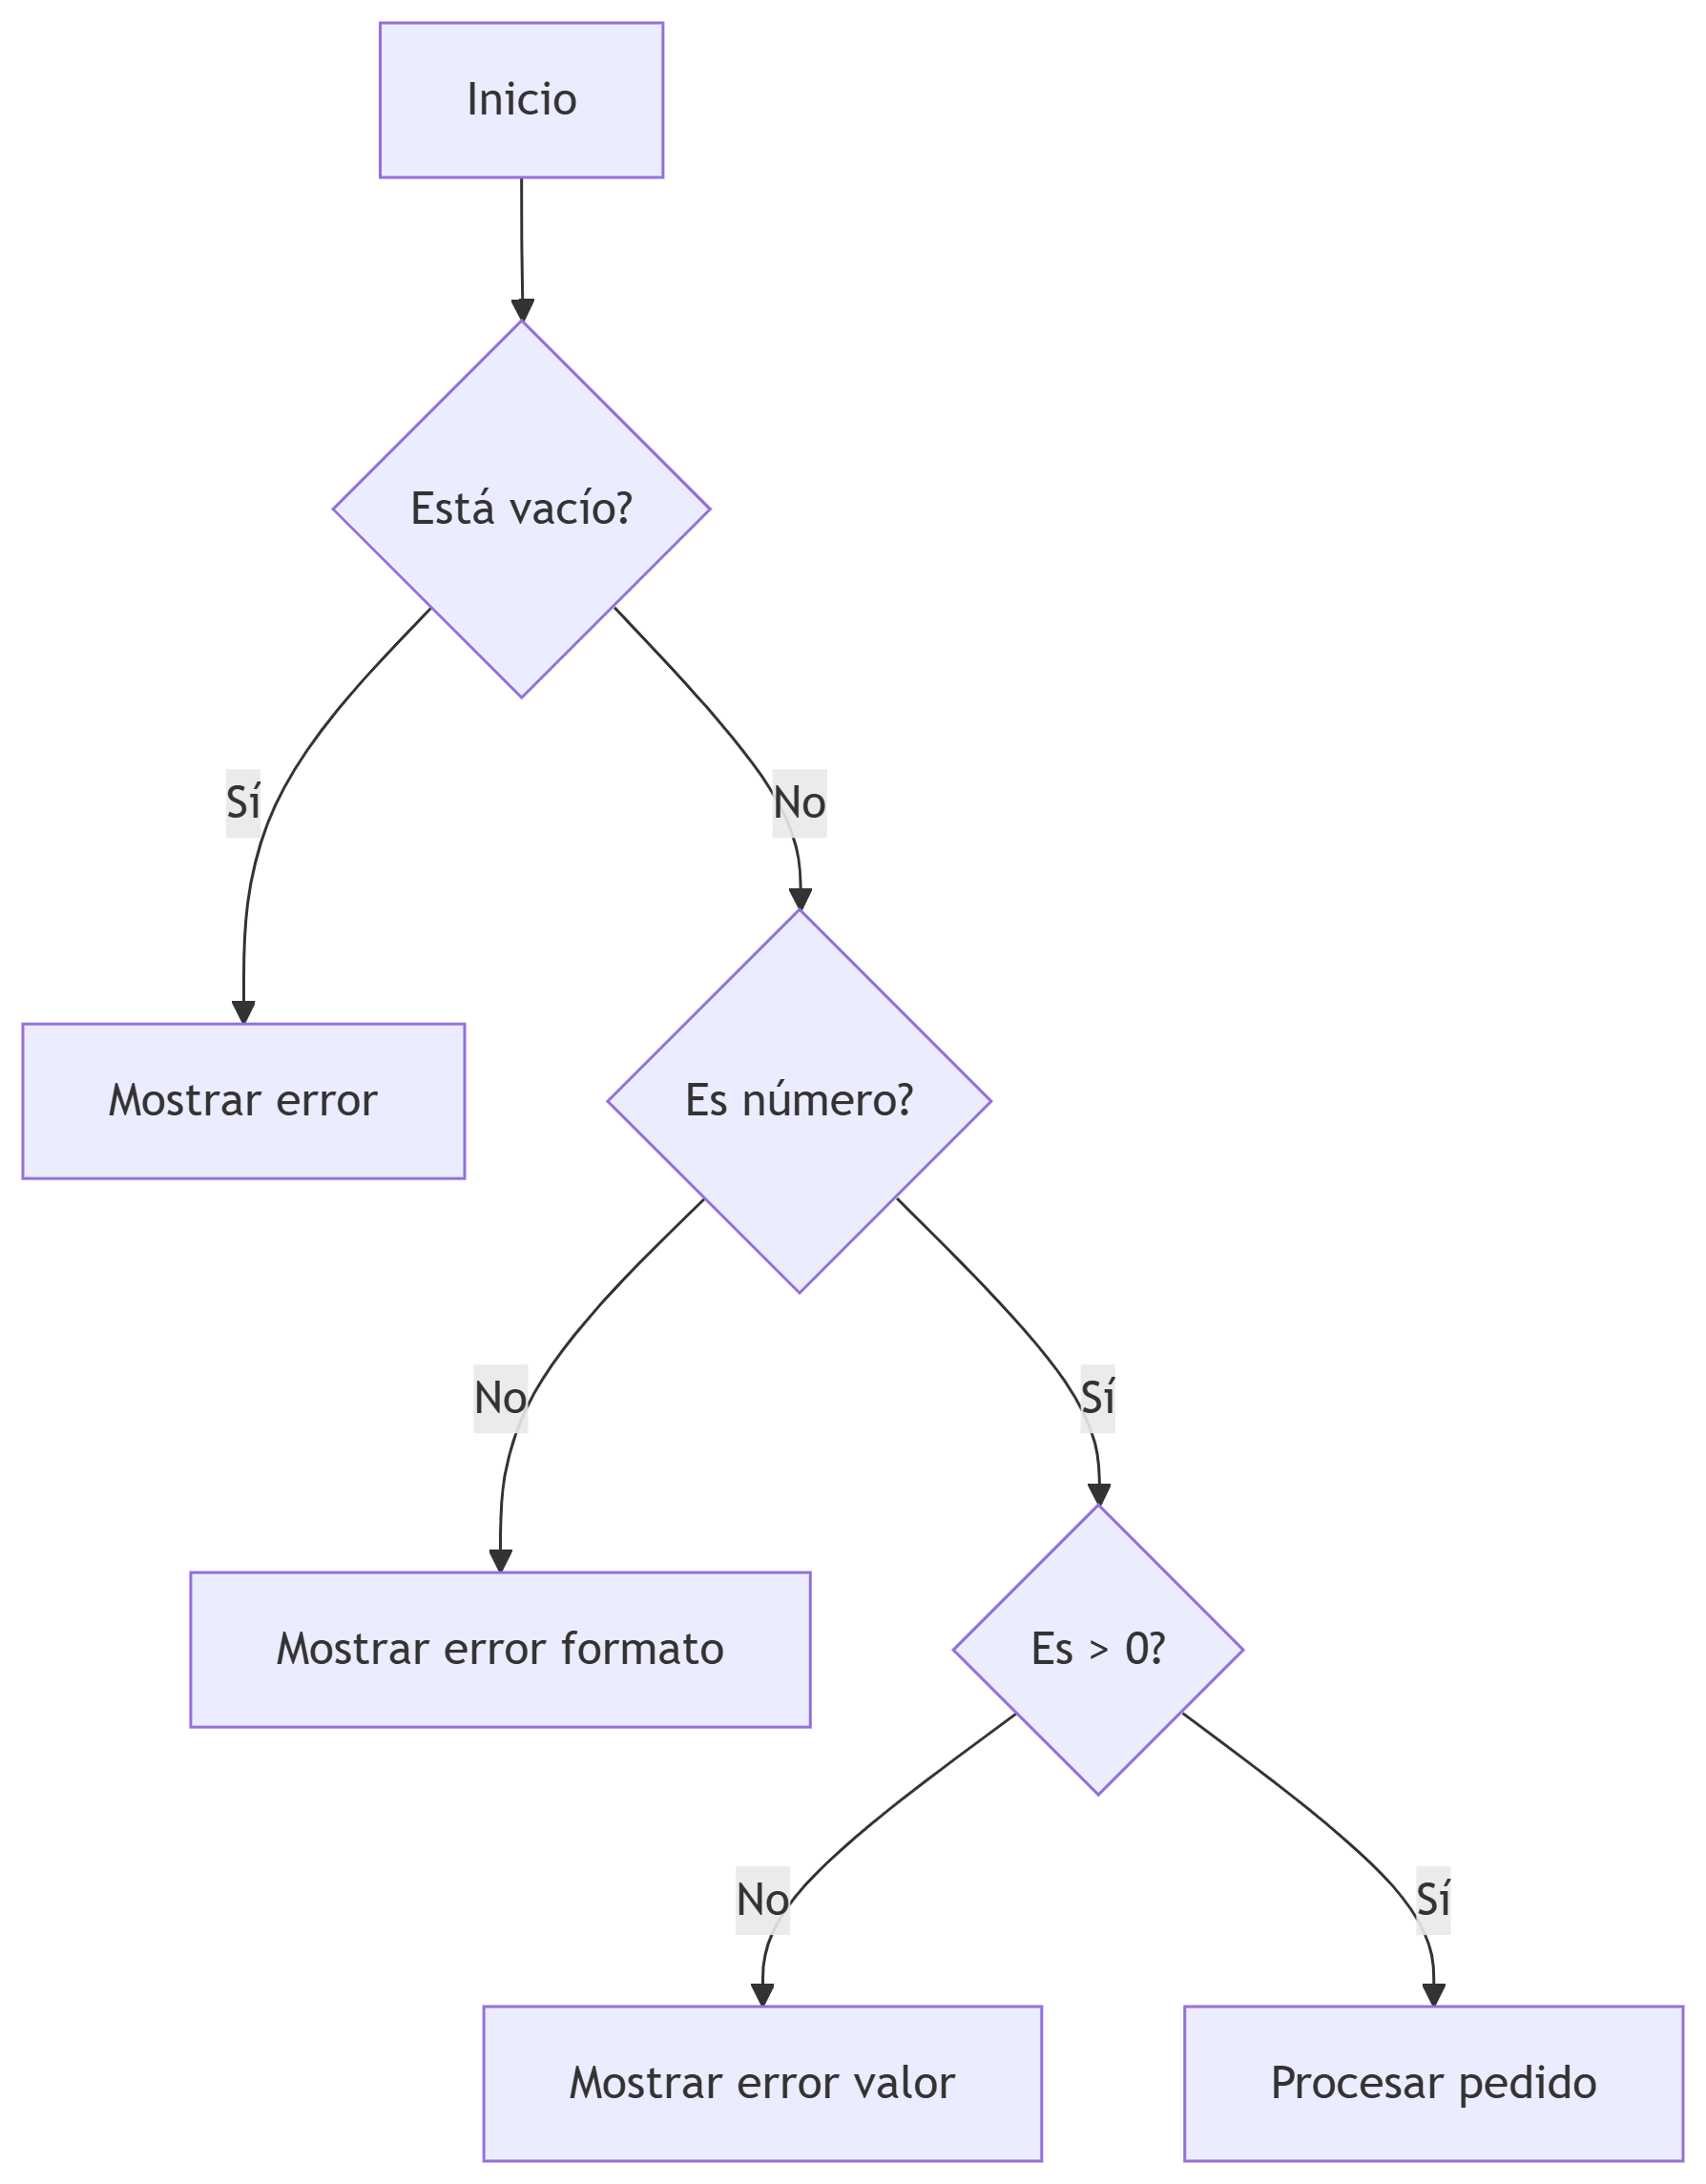 Inicio
Está vacío?
Sí
No
Mostrar error
Es número?
No
Sí
Mostrar error formato
Es > 0?
No
Sí
Mostrar error valor
Procesar pedido